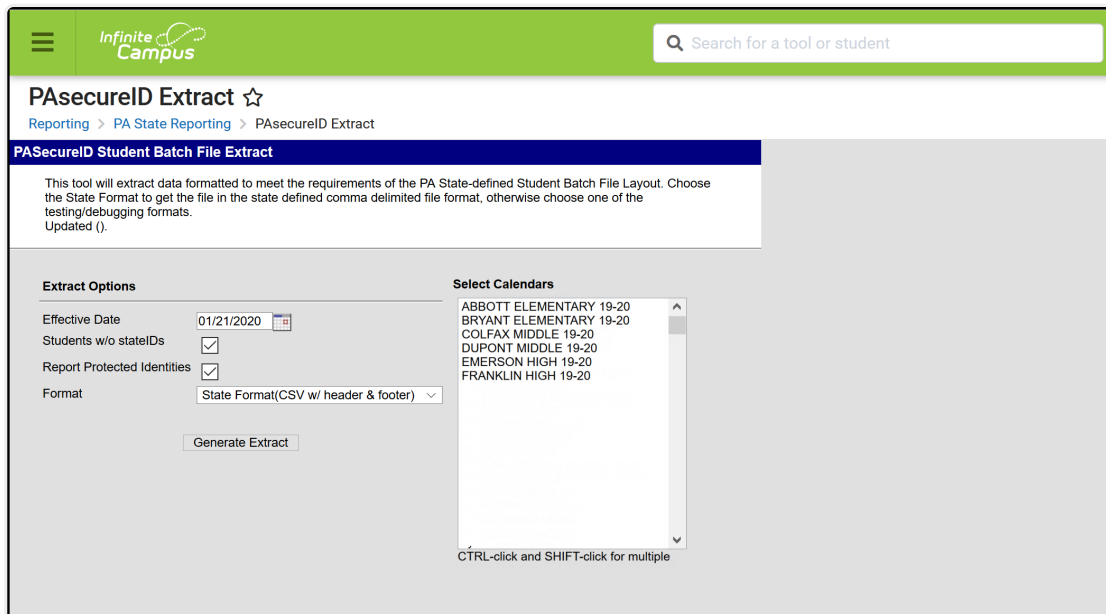 Infinite
Campus
Search for a tool or student
PAsecureID Extract
Reporting > PA State Reporting > PAsecureID Extract
PASecureID Student Batch File Extract
This tool will extract data formatted to meet the requirements of the PA State-defined Student Batch File Layout. Choose
the State Format to get the file in the state defined comma delimited file format, otherwise choose one of the
testing/debugging formats.
Updated ().
Extract Options
Effective Date 01/21/2020
Students w/o stateIDs
Report Protected Identities
Format State Format(CSV w/ header & footer)
Generate Extract
Select Calendars
ABBOTT ELEMENTARY 19-20
BRYANT ELEMENTARY 19-20
COLFAX MIDDLE 19-20
DUPONT MIDDLE 19-20
EMERSON HIGH 19-20
FRANKLIN HIGH 19-20
CTRL-click and SHIFT-click for multiple